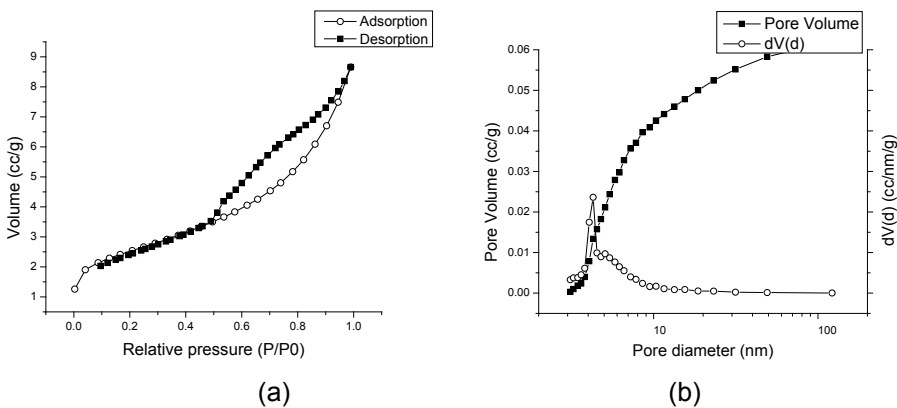 Adsorption
Desorption
Volume (cc/g)
9
8
7
6
5
4
3
2
1
0.0 0.2 0.4 0.6 0.8 1.0
Relative pressure (P/P0)
(a)
Pore Volume
dV(d)
Pore Volume (cc/g)
0.06
0.05
0.04
0.03
0.02
0.01
0.00
10 100
Pore diameter (nm)
dV(d) (cc/nm/g)
(b)